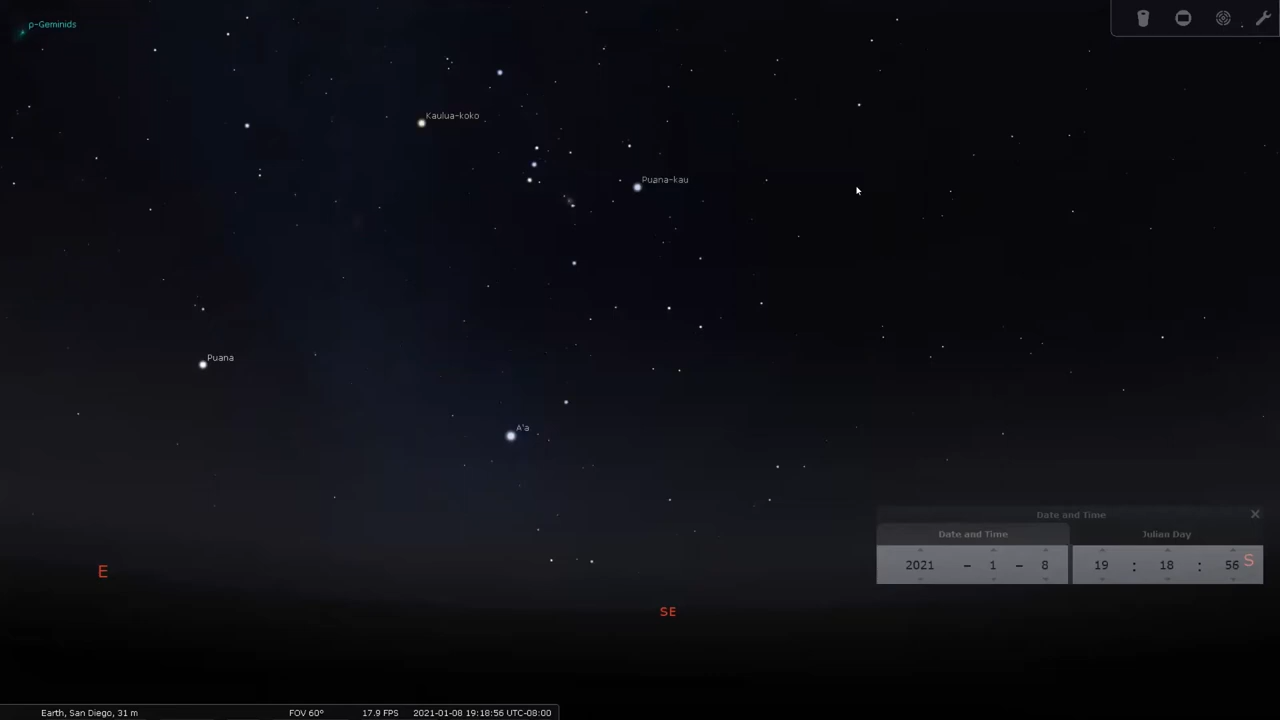 p-Geminids
Kaulua-koko
Puana-kau
Puana
A'a
E
SE
S
Date and Time
Date and Time
Julian Day
2021 - 1 - 8
19 : 18 : 56
Earth, San Diego, 31 m
FOV 60°
17.9 FPS
2021-01-08 19:18:56 UTC-08:00